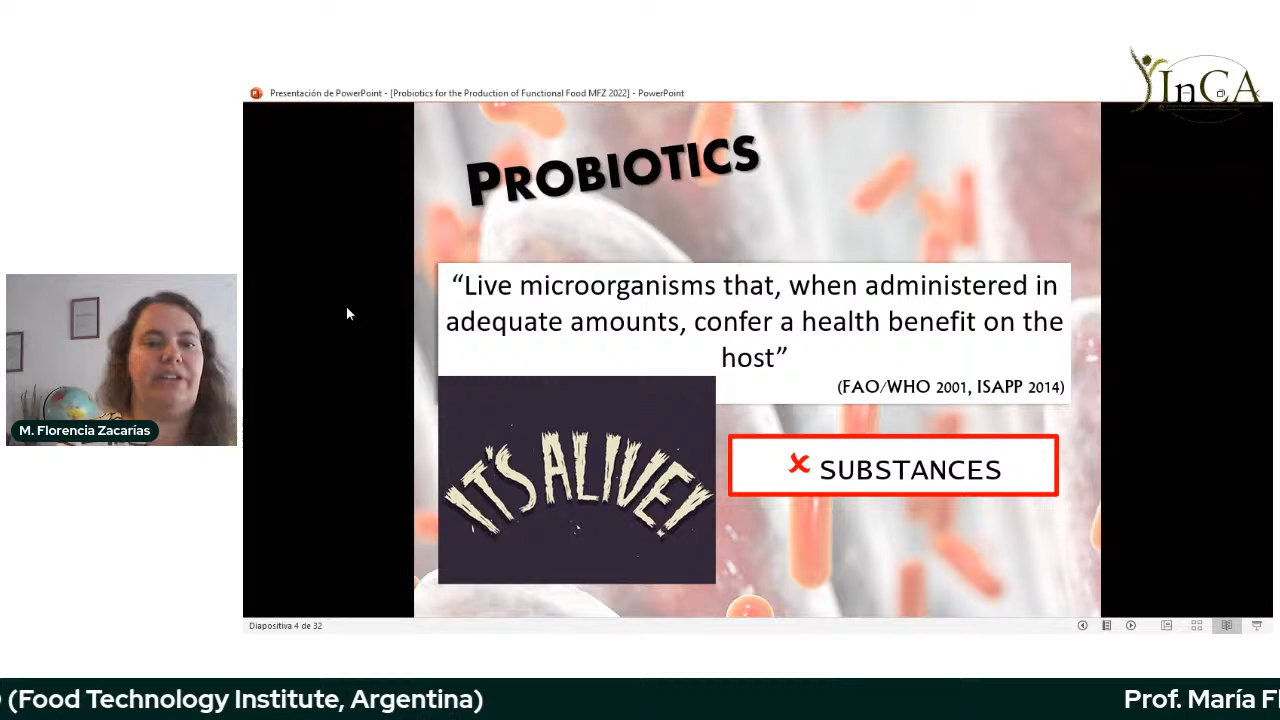 InCA
Presentación de PowerPoint - [Probiotics for the Production of Functional Food MFZ 2022] - PowerPoint
PROBIOTICS
“Live microorganisms that, when administered in
adequate amounts, confer a health benefit on the
host”
(FAO/WHO 2001, ISAPP 2014)
IT'S ALIVE!
✘ SUBSTANCES
M. Florencia Zacarías
Diapositiva 4 de 32
(Food Technology Institute, Argentina)
Prof. María